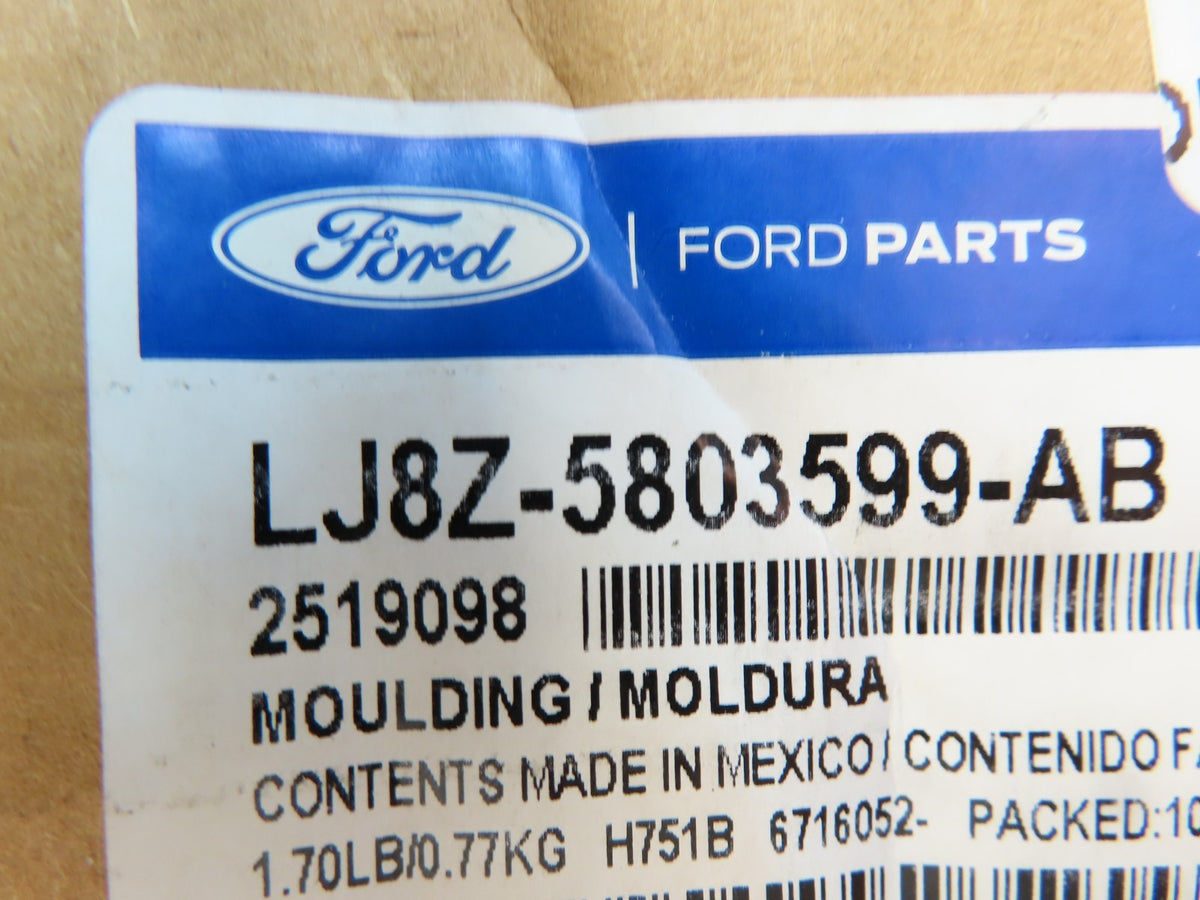 Ford | FORD PARTS
LJ8Z-5803599-AB
2519098
MOULDING / MOLDURA
CONTENTS MADE IN MEXICO / CONTENIDO
1.70LB/0.77KG H751B 6716052- PACKED:10